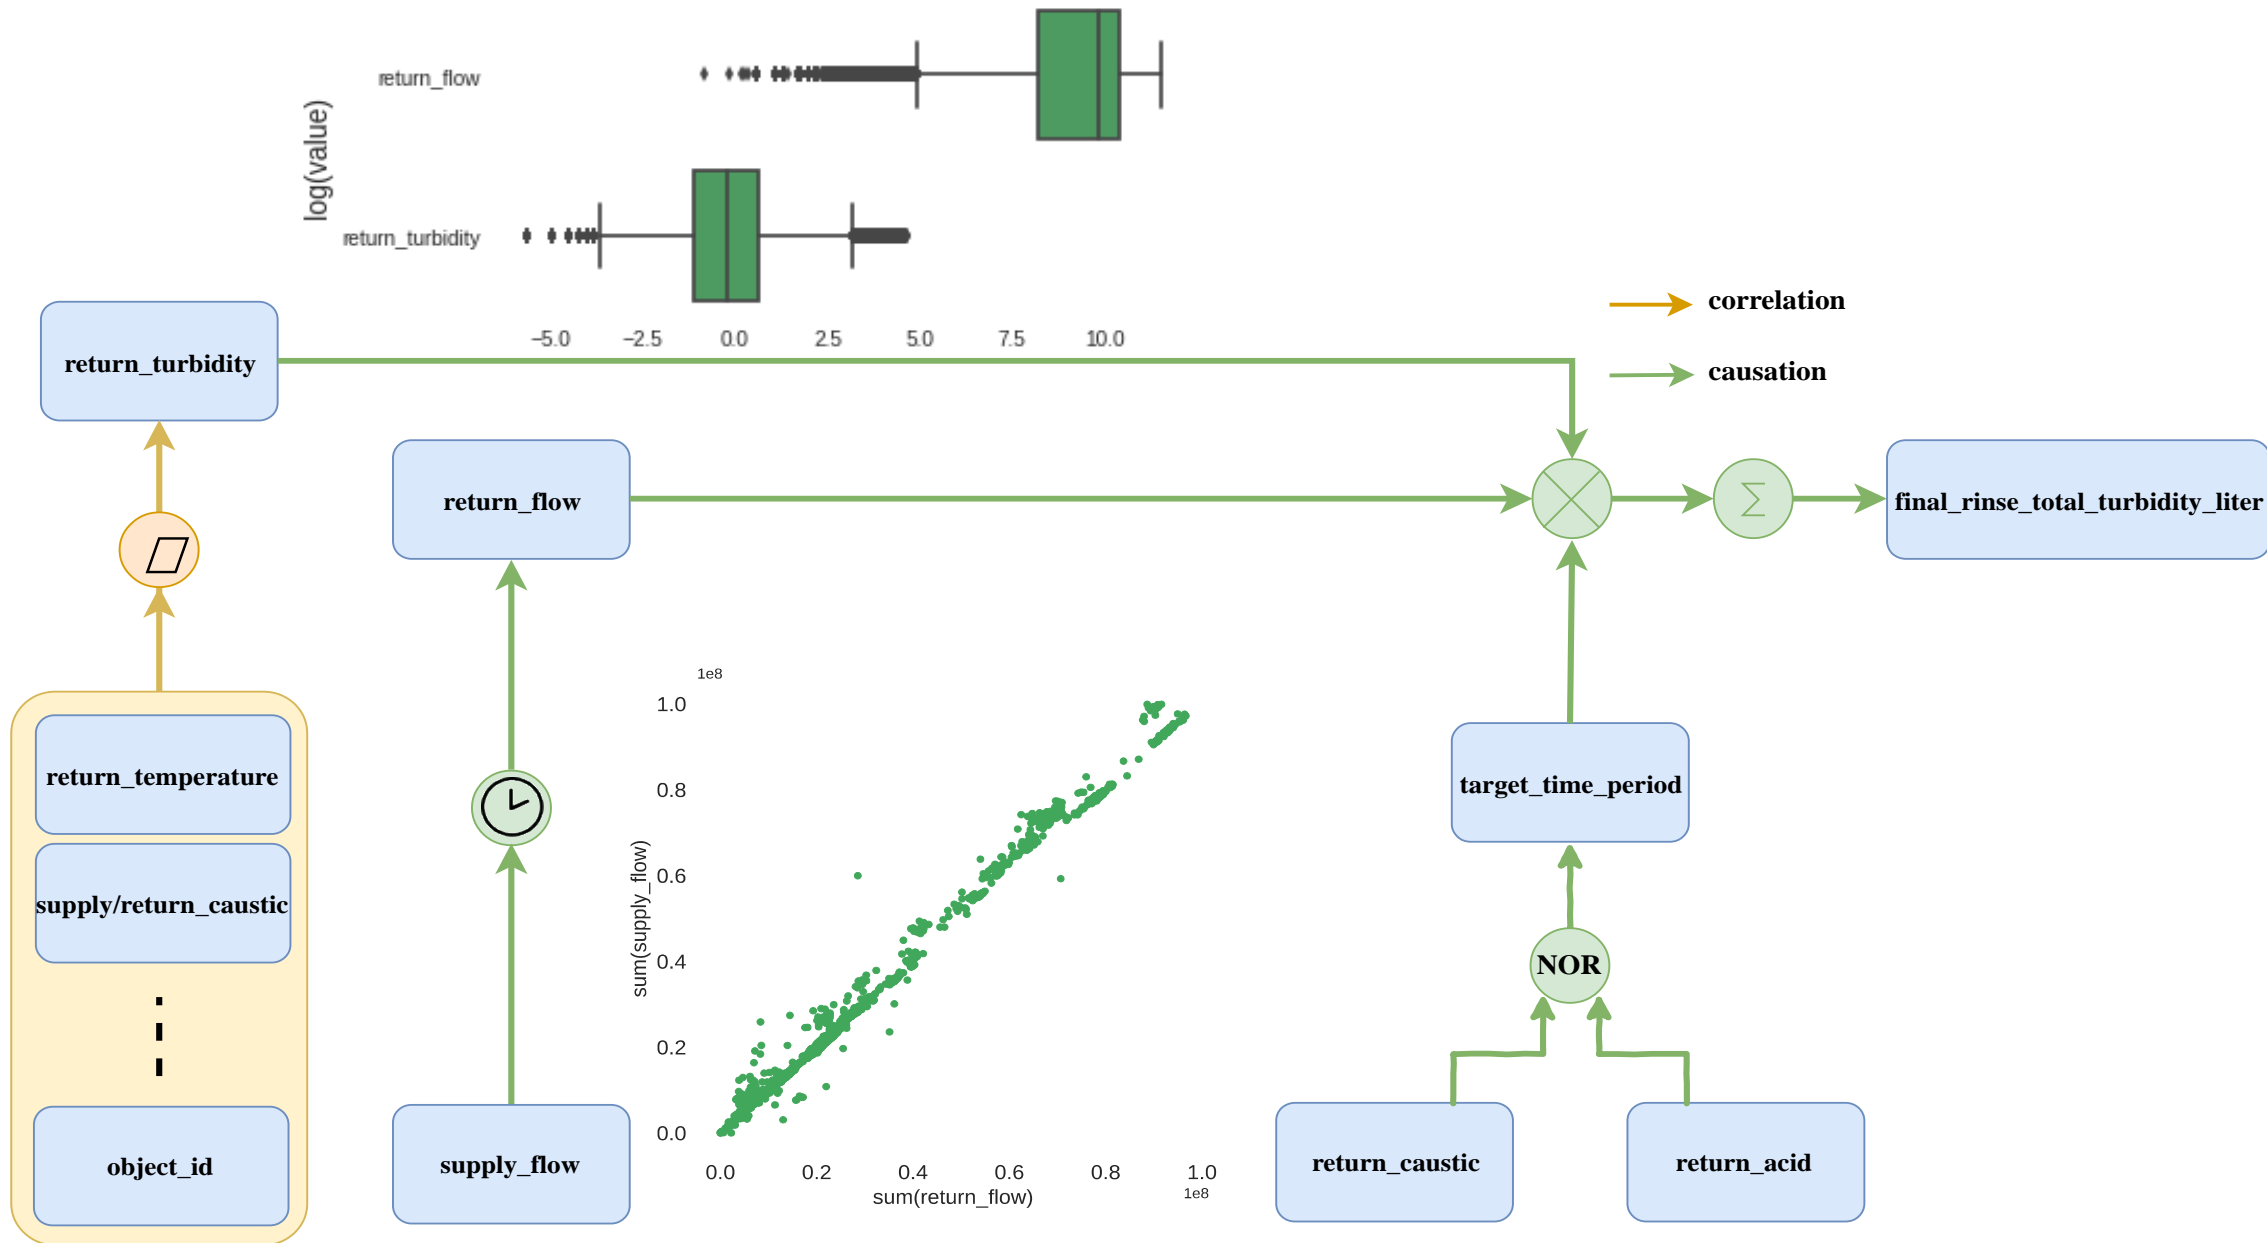 return_flow
log(value)
return_turbidity
−5.0 −2.5 0.0 2.5 5.0 7.5 10.0
correlation
causation
return_turbidity
return_flow
Σ
final_rinse_total_turbidity_liter
return_temperature
supply/return_caustic
object_id
supply_flow
1e8
1.0
0.8
0.6
0.4
0.2
0.0
sum(supply_flow)
0.0 0.2 0.4 0.6 0.8 1.0
sum(return_flow)
1e8
target_time_period
NOR
return_caustic
return_acid